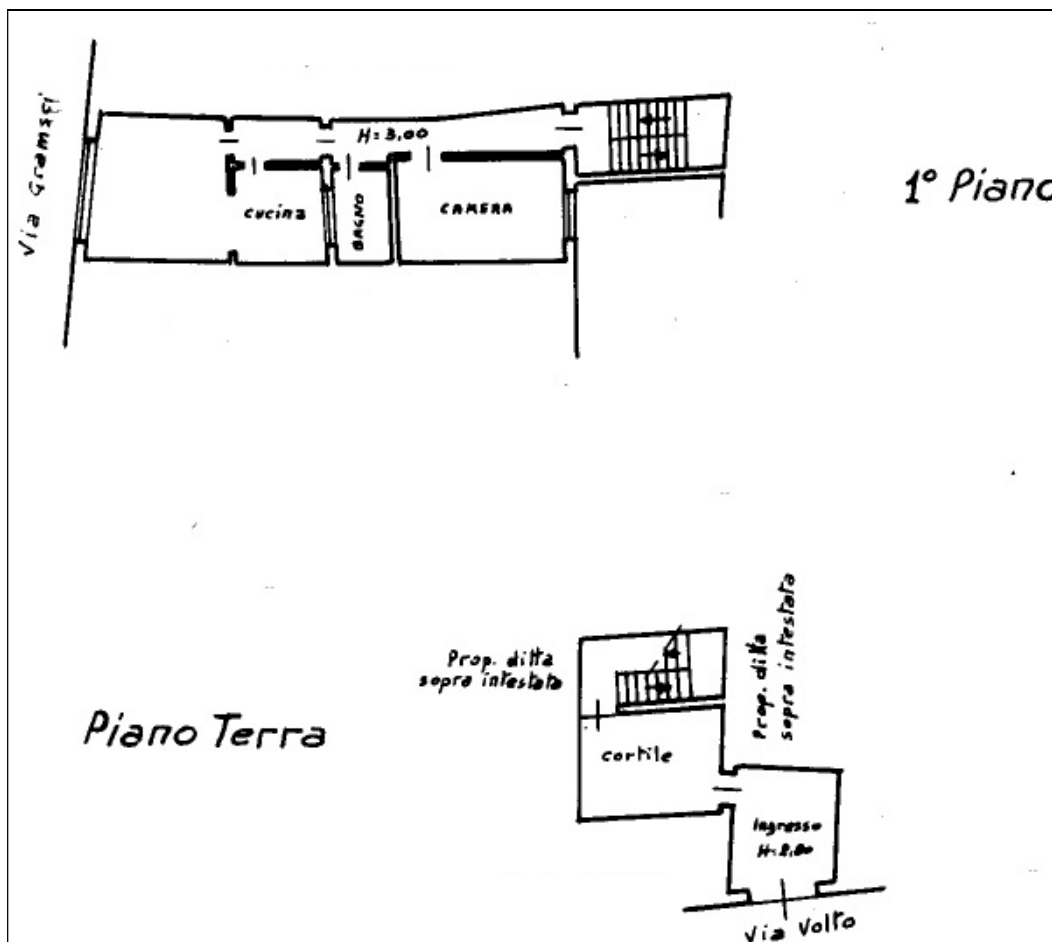 Via Gramsci
H=3,00
cucina
BAGNO
CAMERA
1° Piano
Prop. ditta
sopra intestata
Prop. ditta
sopra intestata
Piano Terra
cortile
Ingresso
H=2,80
Via Volto